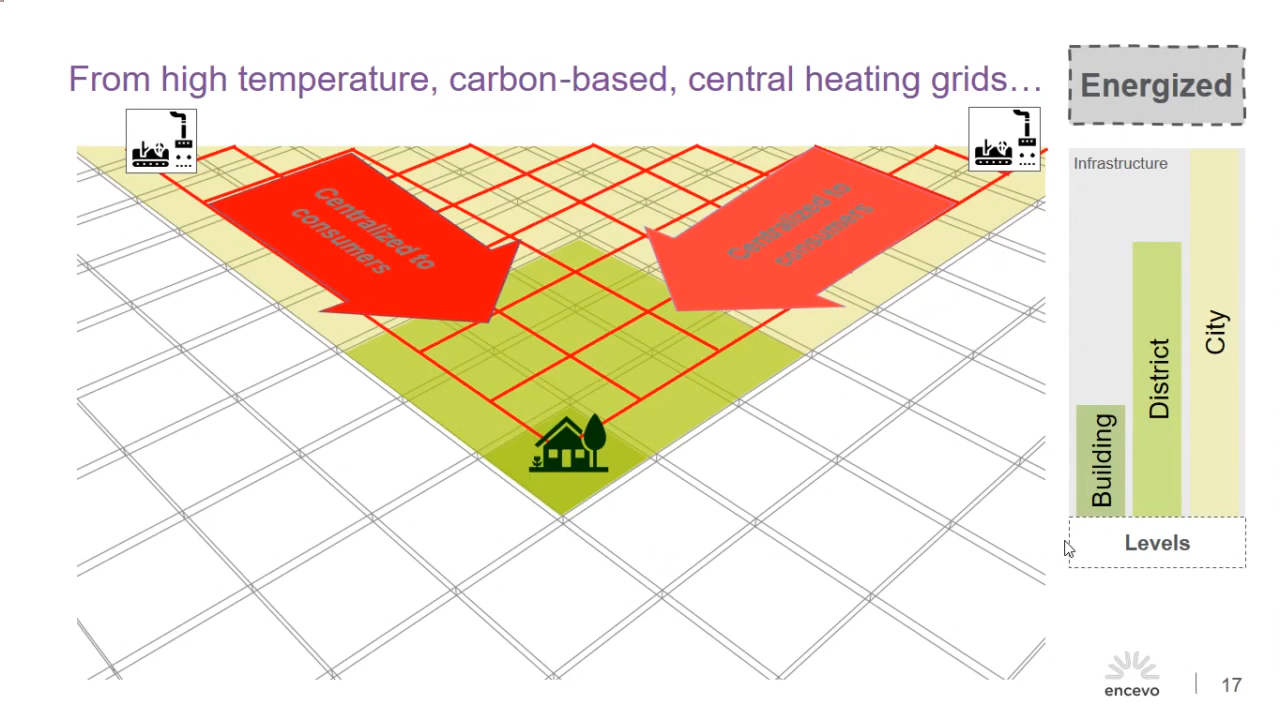 From high temperature, carbon-based, central heating grids…
Energized
Infrastructure
Centralized to
consumers
Centralized to
consumers
Building
District
City
Levels
encevo
17